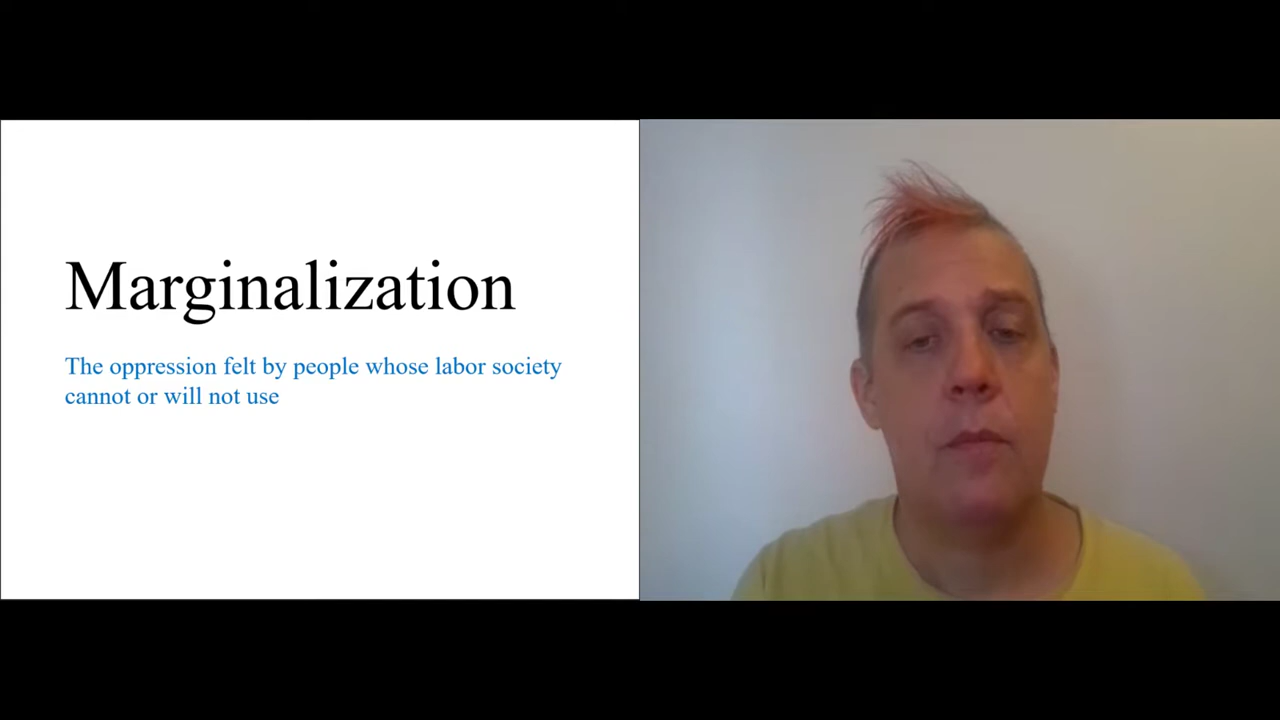 Marginalization
The oppression felt by people whose labor society
cannot or will not use